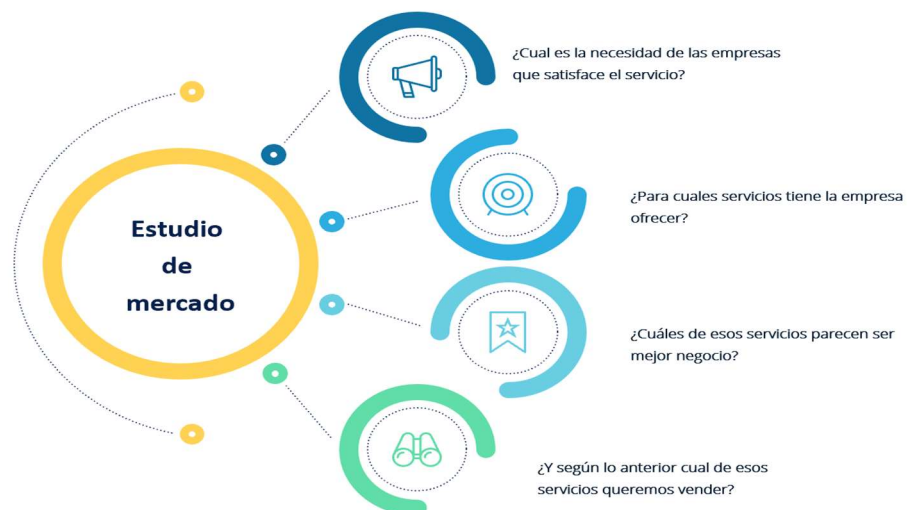 ¿Cual es la necesidad de las empresas
que satisface el servicio?
¿Para cuales servicios tiene la empresa
ofrecer?
Estudio
de
mercado
¿Cuáles de esos servicios parecen ser
mejor negocio?
¿Y según lo anterior cual de esos
servicios queremos vender?